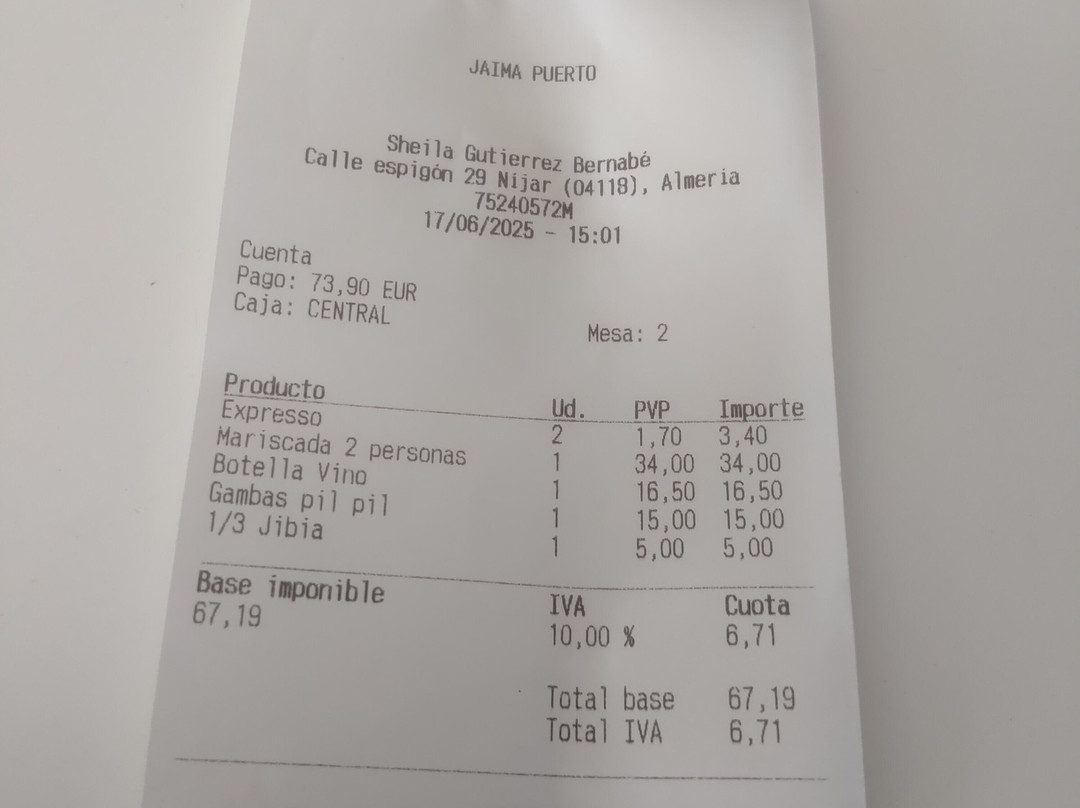 JAIMA PUERTO
Sheila Gutierrez Bernabé
Calle espigón 29 Nijar (04118), Almeria
75240572M
17/06/2025 - 15:01
Cuenta
Pago: 73,90 EUR
Caja: CENTRAL
Mesa: 2
Producto Ud. PVP Importe
Expresso 2 1,70 3,40
Mariscada 2 personas 1 34,00 34,00
Botella Vino 1 16,50 16,50
Gambas pil pil 1 15,00 15,00
1/3 Jibia 1 5,00 5,00
Base imponible IVA Cuota
67,19 10,00 % 6,71
Total base 67,19
Total IVA 6,71